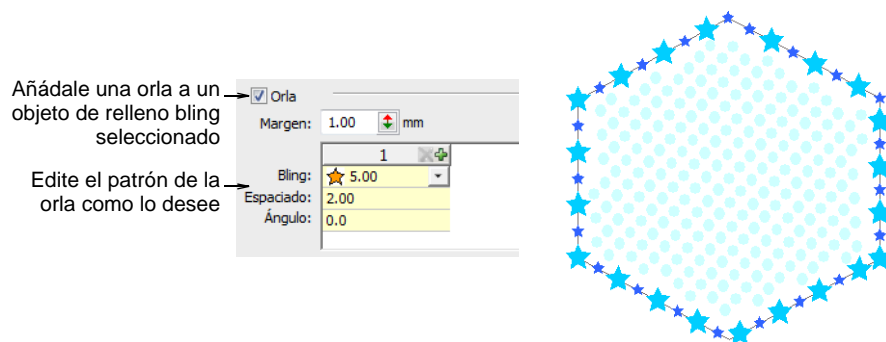 Añádale una orla a un
objeto de relleno bling
seleccionado
Edite el patrón de la
orla como lo desee
Orla
Margen: 1.00 mm
1
Bling: 5.00
Espaciado: 2.00
Ángulo: 0.0